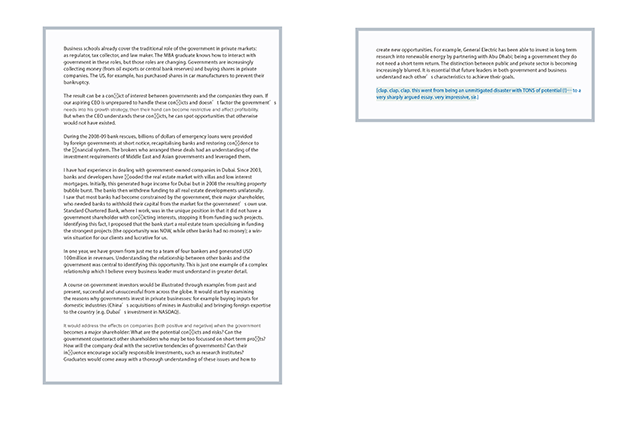 Business schools already cover the traditional role of the government in private markets:
as regulator, tax collector, and law maker. The MBA graduate knows how to interact with
government in these roles, but those roles are changing. Governments are increasingly
collecting money (from oil exports or central bank reserves) and buying shares in private
companies. The US, for example, has purchased shares in car manufacturers to prevent their
bankruptcy.
The result can be a con▯ict of interest between governments and the companies they own. If
our aspiring CEO is unprepared to handle these con▯icts and doesn's factor the government's
needs into his growth strategy, then their hand can become restrictive and effect profitability.
But when the CEO understands these con▯icts, he can spot opportunities that otherwise
would not have existed.
During the 2008-09 bank rescues, billions of dollars of emergency loans were provided
by foreign governments at short notice, recapitalising banks and restoring con▯dence to
the ▯nancial system. The brokers who arranged these deals had an understanding of the
investment requirements of Middle East and Asian governments and leveraged them.
I have had experience in dealing with government-owned companies in Dubai. Since 2003,
banks and developers have ▯ooded the real estate market with villas and low interest
mortgages. Initially, this generated huge income for Dubai but in 2008 the resulting property
bubble burst. The banks then withdrew funding to all real estate developments unilaterally.
I saw that most banks had become constrained by the government, their major shareholder,
who needed banks to withhold their capital from the market for the government's own use.
Standard Chartered Bank, where I work, was in the unique position in that it did not have a
government shareholder with con▯icting interests, stopping it from funding such projects.
Identifying this fact, I proposed that the bank start a real estate team specialising in funding
the strongest projects (the opportunity was NOW, while other banks had no money); a win-
win situation for our clients and lucrative for us.
In one year, we have grown from just me to a team of four bankers and generated USD
100million in revenues. Understanding the relationship between other banks and the
government was central to identifying this opportunity. This is just one example of a complex
relationship which I believe every business leader must understand in greater detail.
A course on government investors would be illustrated through examples from past and
present, successful and unsuccessful from across the globe. It would start by examining
the reasons why governments invest in private businesses: for example buying inputs for
domestic industries (China's acquisitions of mines in Australia) and bringing foreign expertise
to the country (e.g. Dubai's investment in NASDAQ).
It would address the effects on companies (both positive and negative) when the government
becomes a major shareholder: What are the potential con▯icts and risks? Can the
government counteract other shareholders who may be too focussed on short term pro▯ts?
How will the company deal with the secretive tendencies of governments? Can their
in▯uence encourage socially responsible investments, such as research institutes?
Graduates would come away with a thorough understanding of these issues and how to
create new opportunities. For example, General Electric has been able to invest in long term
research into renewable energy by partnering with Abu Dhabi; being a government they do
not need a short term return. The distinction between public and private sector is becoming
increasingly blurred. It is essential that future leaders in both government and business
understand each other's characteristics to achieve their goals.
[clap. clap. clap. this went from being an unmitigated disaster with TONS of potential to a
very sharply argued essay. very impressive, sir.]